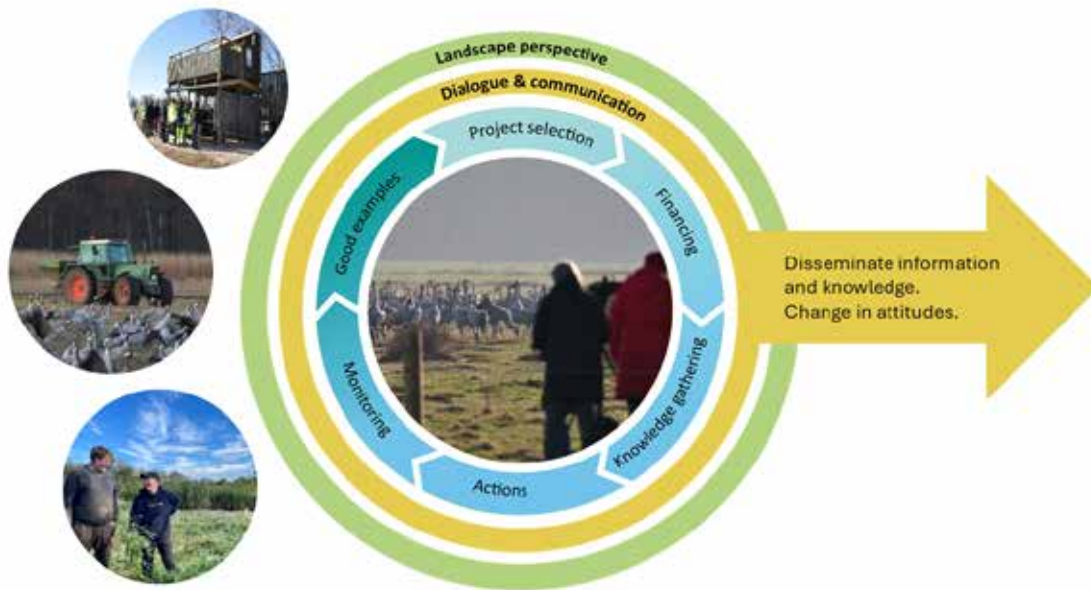 Landscape perspective
Dialogue & communication
Project selection
Financing
Knowledge gathering
Actions
Monitoring
Good examples
Disseminate information
and knowledge.
Change in attitudes.